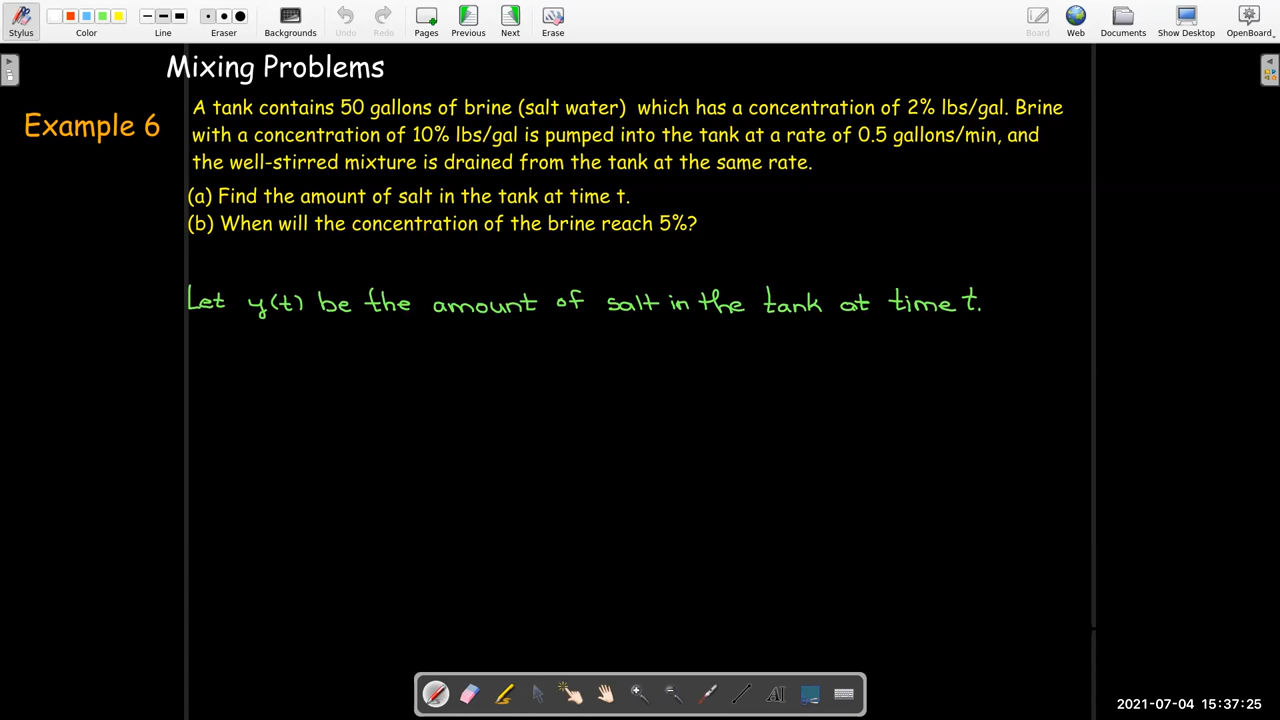 Stylus Color Line Eraser Backgrounds Undo Redo Pages Previous Next Erase Board Web Documents Show Desktop OpenBoard
Mixing Problems
Example 6
A tank contains 50 gallons of brine (salt water) which has a concentration of 2% lbs/gal. Brine
with a concentration of 10% lbs/gal is pumped into the tank at a rate of 0.5 gallons/min, and
the well-stirred mixture is drained from the tank at the same rate.
(a) Find the amount of salt in the tank at time t.
(b) When will the concentration of the brine reach 5%?
Let y(t) be the amount of salt in the tank at time t.
AI
2021-07-04 15:37:25